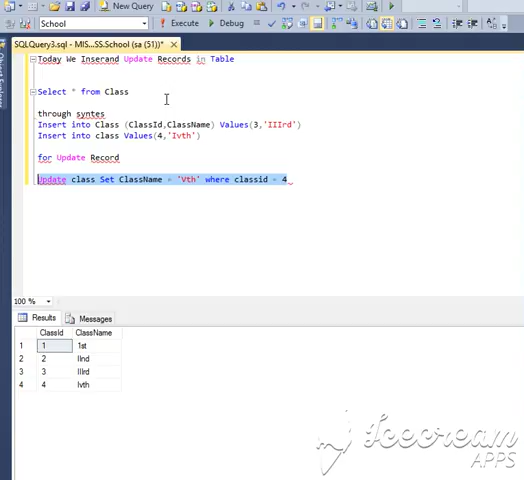 New Query
School
Execute
Debug
SQLQuery3.sql - MIS...SS.School (sa (51))*
Object Explorer
Today We Inserand Update Records in Table
Select * from Class
through syntes
Insert into Class (ClassId,ClassName) Values(3,'IIIrd')
Insert into class Values(4,'Ivth')
for Update Record
Update class Set ClassName = 'Vth' where classid = 4
100 %
Results
Messages
ClassId ClassName
1 1 1st
2 2 IInd
3 3 IIIrd
4 4 Ivth
Icecream
APPS